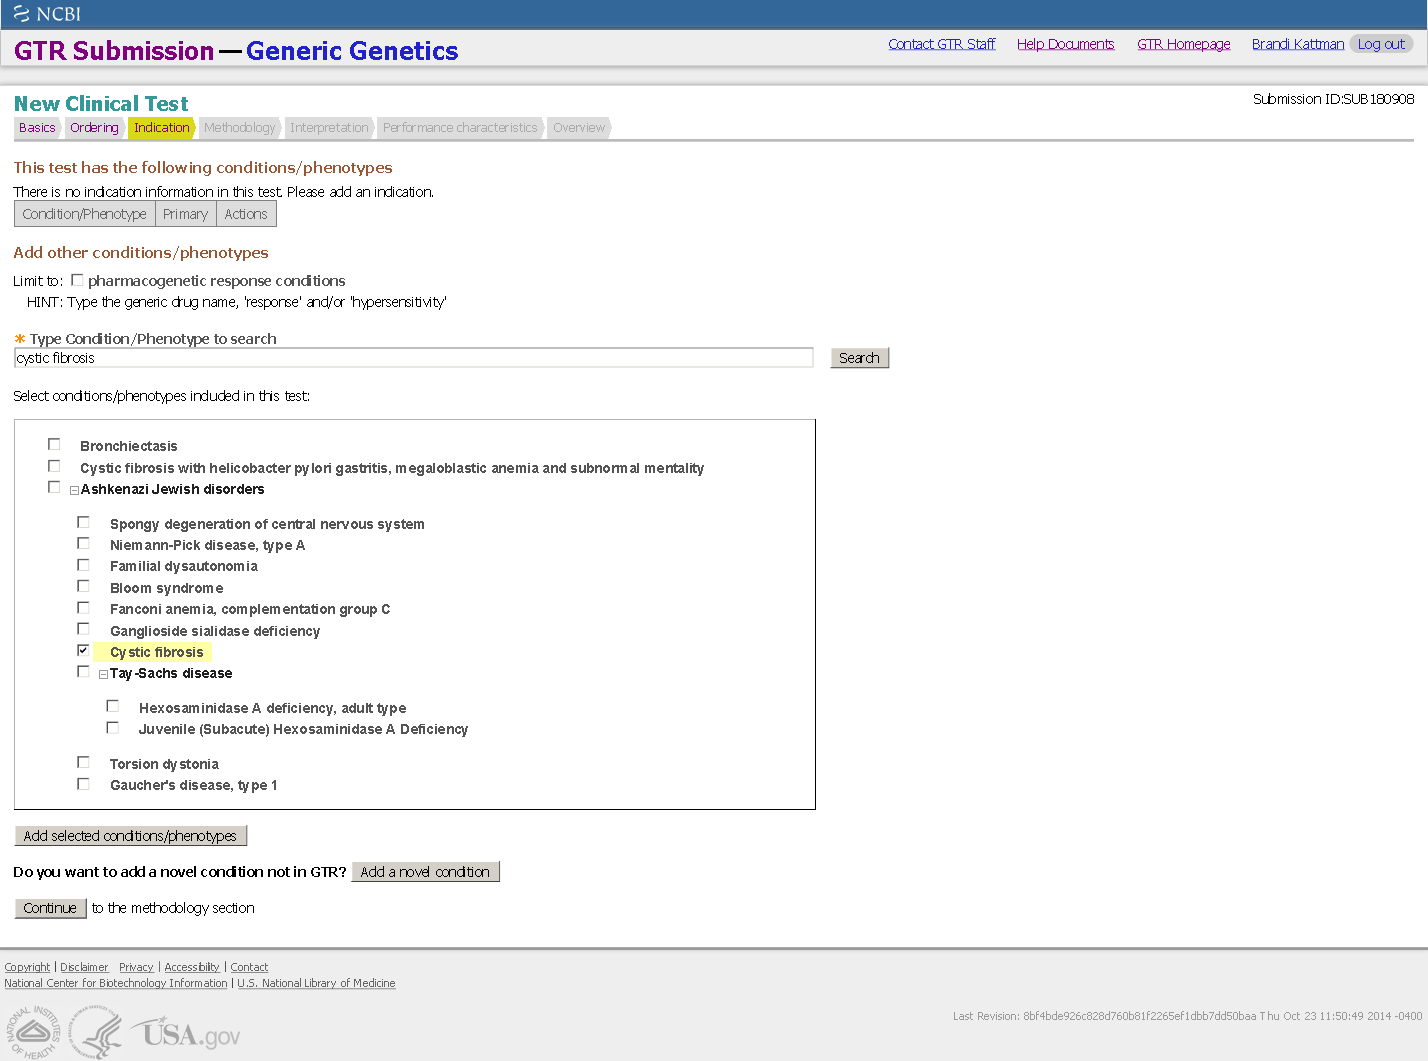 NCBI
GTR Submission — Generic Genetics
Contact GTR Staff Help Documents GTR Homepage Brandi Kattman Log out
New Clinical Test
Submission ID:SUB180908
Basics Ordering Indication Methodology Interpretation Performance characteristics Overview
This test has the following conditions/phenotypes
There is no indication information in this test. Please add an indication.
Condition/Phenotype Primary Actions
Add other conditions/phenotypes
Limit to: pharmacogenetic response conditions
HINT: Type the generic drug name, 'response' and/or 'hypersensitivity'
* Type Condition/Phenotype to search
cystic fibrosis
Search
Select conditions/phenotypes included in this test:
Bronchiectasis
Cystic fibrosis with helicobacter pylori gastritis, megaloblastic anemia and subnormal mentality
Ashkenazi Jewish disorders
Spongy degeneration of central nervous system
Niemann-Pick disease, type A
Familial dysautonomia
Bloom syndrome
Fanconi anemia, complementation group C
Ganglioside sialidase deficiency
Cystic fibrosis
Tay-Sachs disease
Hexosaminidase A deficiency, adult type
Juvenile (Subacute) Hexosaminidase A Deficiency
Torsion dystonia
Gaucher's disease, type 1
Add selected conditions/phenotypes
Do you want to add a novel condition not in GTR? Add a novel condition
Continue to the methodology section
Copyright | Disclaimer Privacy | Accessibility | Contact
National Center for Biotechnology Information | U.S. National Library of Medicine
NATIONAL INSTITUTES OF HEALTH
USA.gov
Last Revision: 8bf4bde926c828d760b81f2265ef1dbb7dd50baa Thu Oct 23 11:50:49 2014 -0400